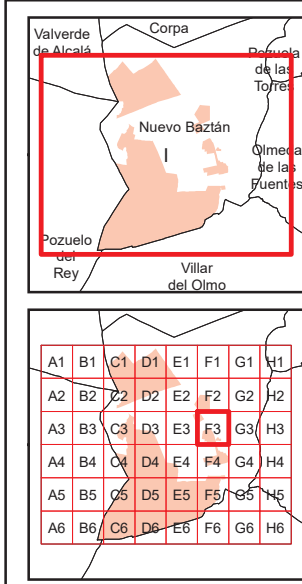 Corpa
Valverde
de Alcalá
Pozuelo
de las
Torres
Nuevo Baztán
I
Olmeda
de las
Fuentes
Pozuelo
del
Rey
Villar
del Olmo
A1 B1 C1 D1 E1 F1 G1 H1
A2 B2 C2 D2 E2 F2 G2 H2
A3 B3 C3 D3 E3 F3 G3 H3
A4 B4 C4 D4 E4 F4 G4 H4
A5 B5 C5 D5 E5 F5 G5 H5
A6 B6 C6 D6 E6 F6 G6 H6